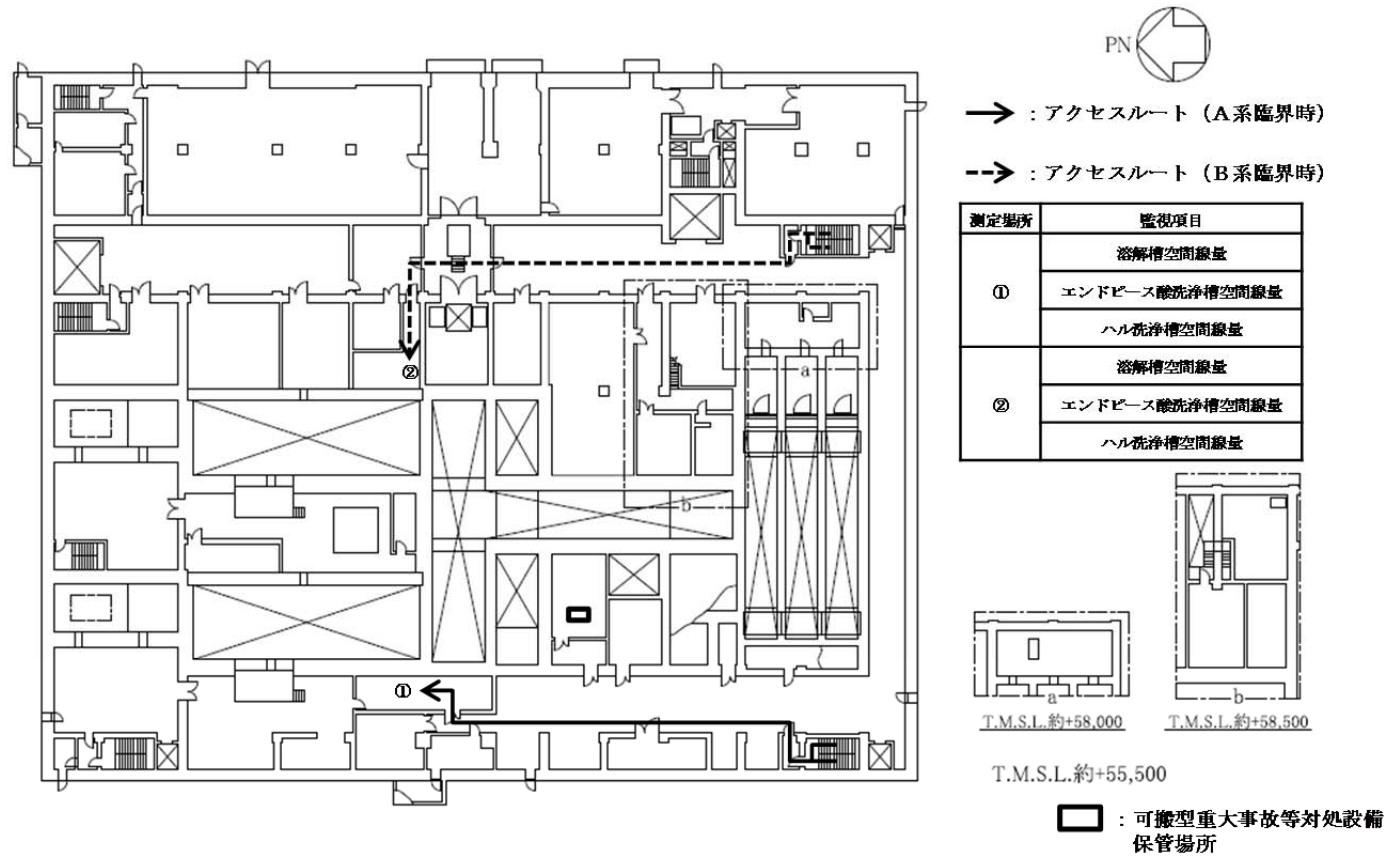 PN
：アクセスルート（A系臨界時）
：アクセスルート（B系臨界時）
測定場所 監視項目
① 溶解槽空間線量
エンドピース酸洗浄槽空間線量
ハル洗浄槽空間線量
② 溶解槽空間線量
エンドピース酸洗浄槽空間線量
ハル洗浄槽空間線量
②
a
b
①
a
T.M.S.L.約+58,000
b
T.M.S.L.約+58,500
T.M.S.L.約+55,500
：可搬型重大事故等対処設備
保管場所